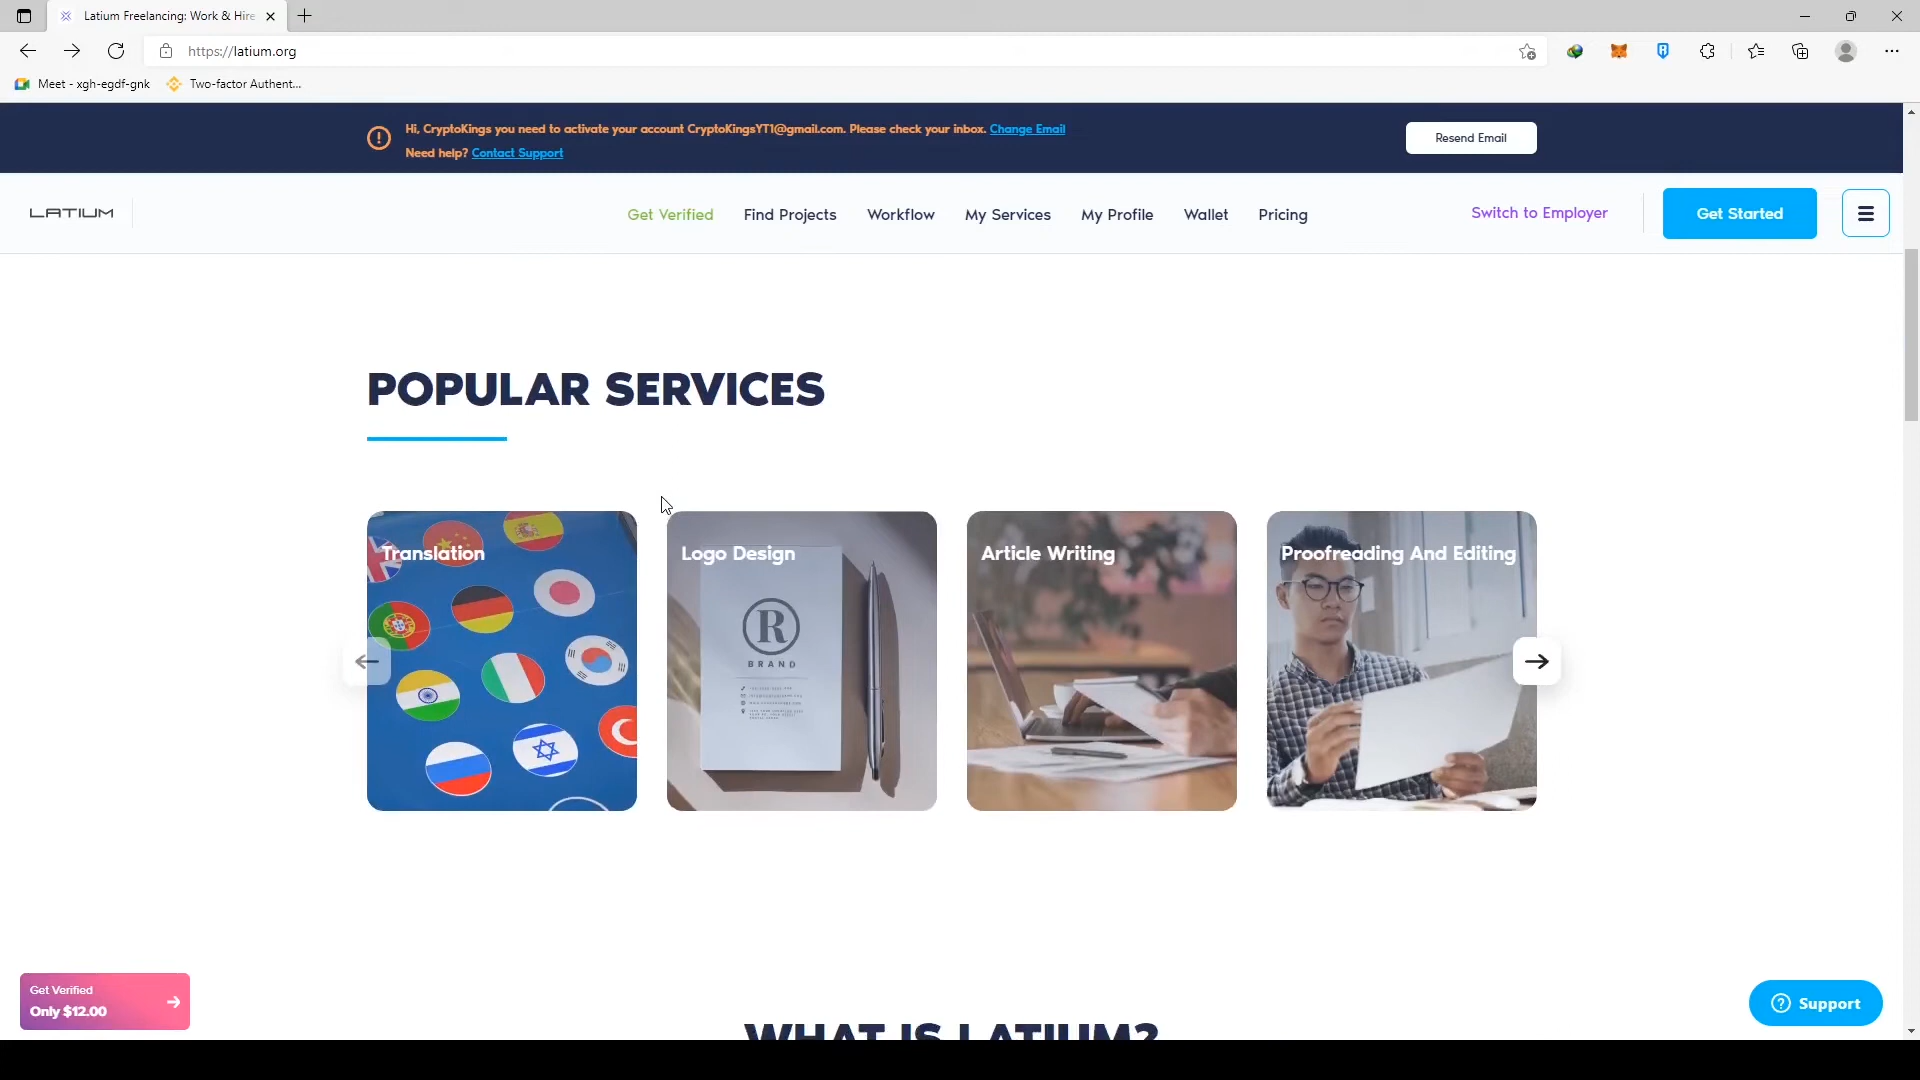 Latium Freelancing: Work & Hire
https://latium.org
Meet - xgh-egdf-gnk
Two-factor Authent...
Hi, CryptoKings you need to activate your account CryptoKingsYT1@gmail.com. Please check your inbox. Change Email
Need help? Contact Support
Resend Email
LATIUM
Get Verified
Find Projects
Workflow
My Services
My Profile
Wallet
Pricing
Switch to Employer
Get Started
POPULAR SERVICES
Translation
Logo Design
Article Writing
Proofreading And Editing
R
BRAND
Get Verified
Only $12.00
Support
WHAT IS LATIUM?